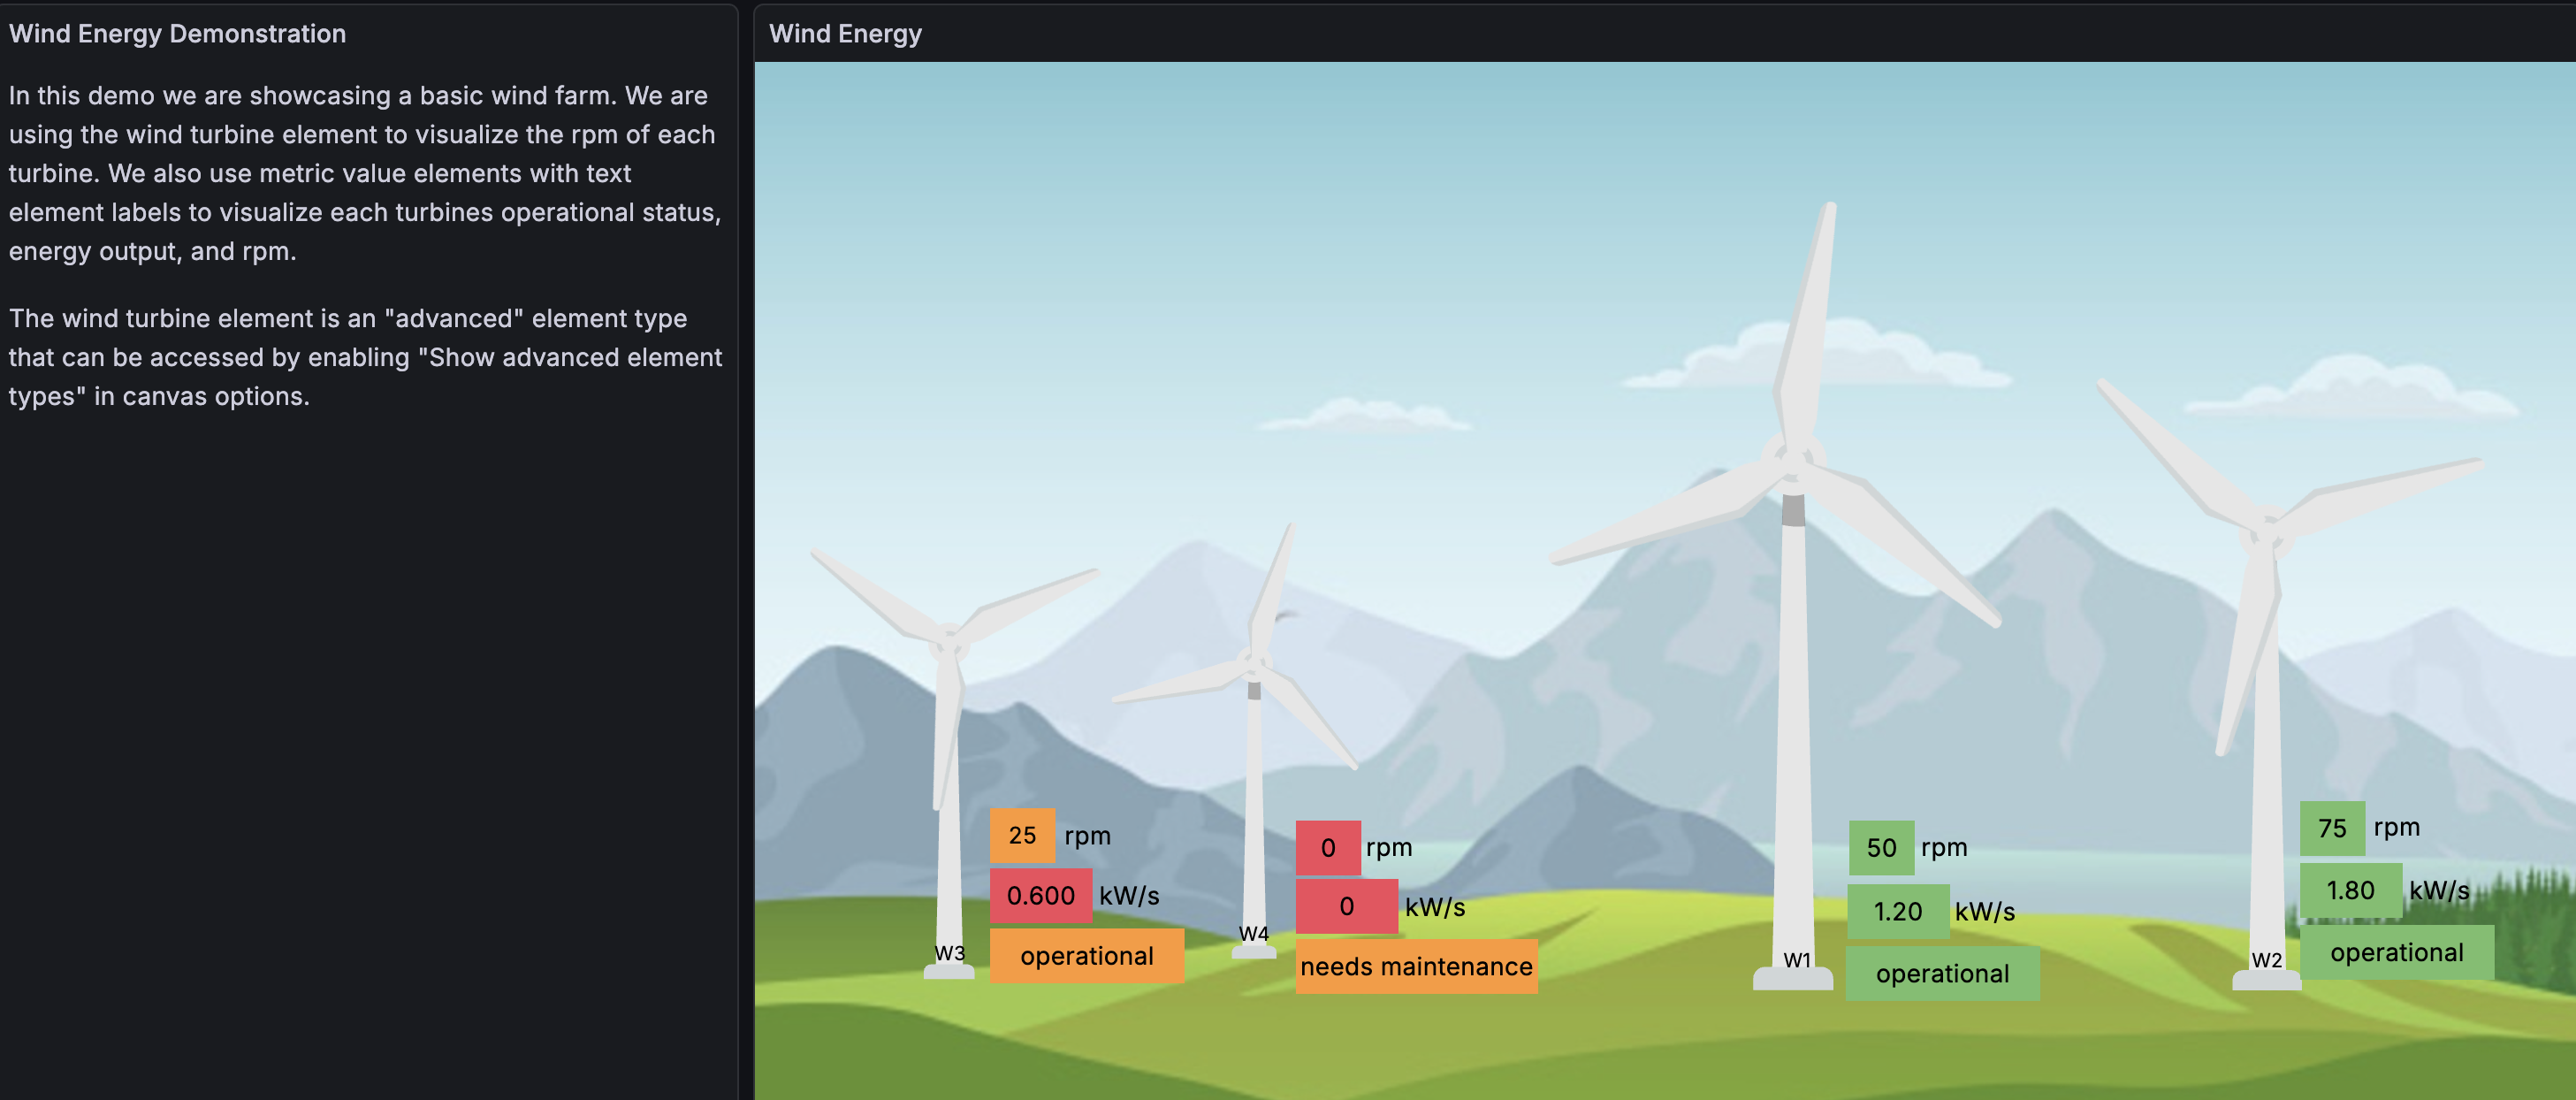 Wind Energy Demonstration
In this demo we are showcasing a basic wind farm. We are
using the wind turbine element to visualize the rpm of each
turbine. We also use metric value elements with text
element labels to visualize each turbines operational status,
energy output, and rpm.
The wind turbine element is an "advanced" element type
that can be accessed by enabling "Show advanced element
types" in canvas options.
Wind Energy
25 rpm
0.600 kW/s
operational
W3
0 rpm
0 kW/s
needs maintenance
W4
50 rpm
1.20 kW/s
operational
W1
75 rpm
1.80 kW/s
operational
W2